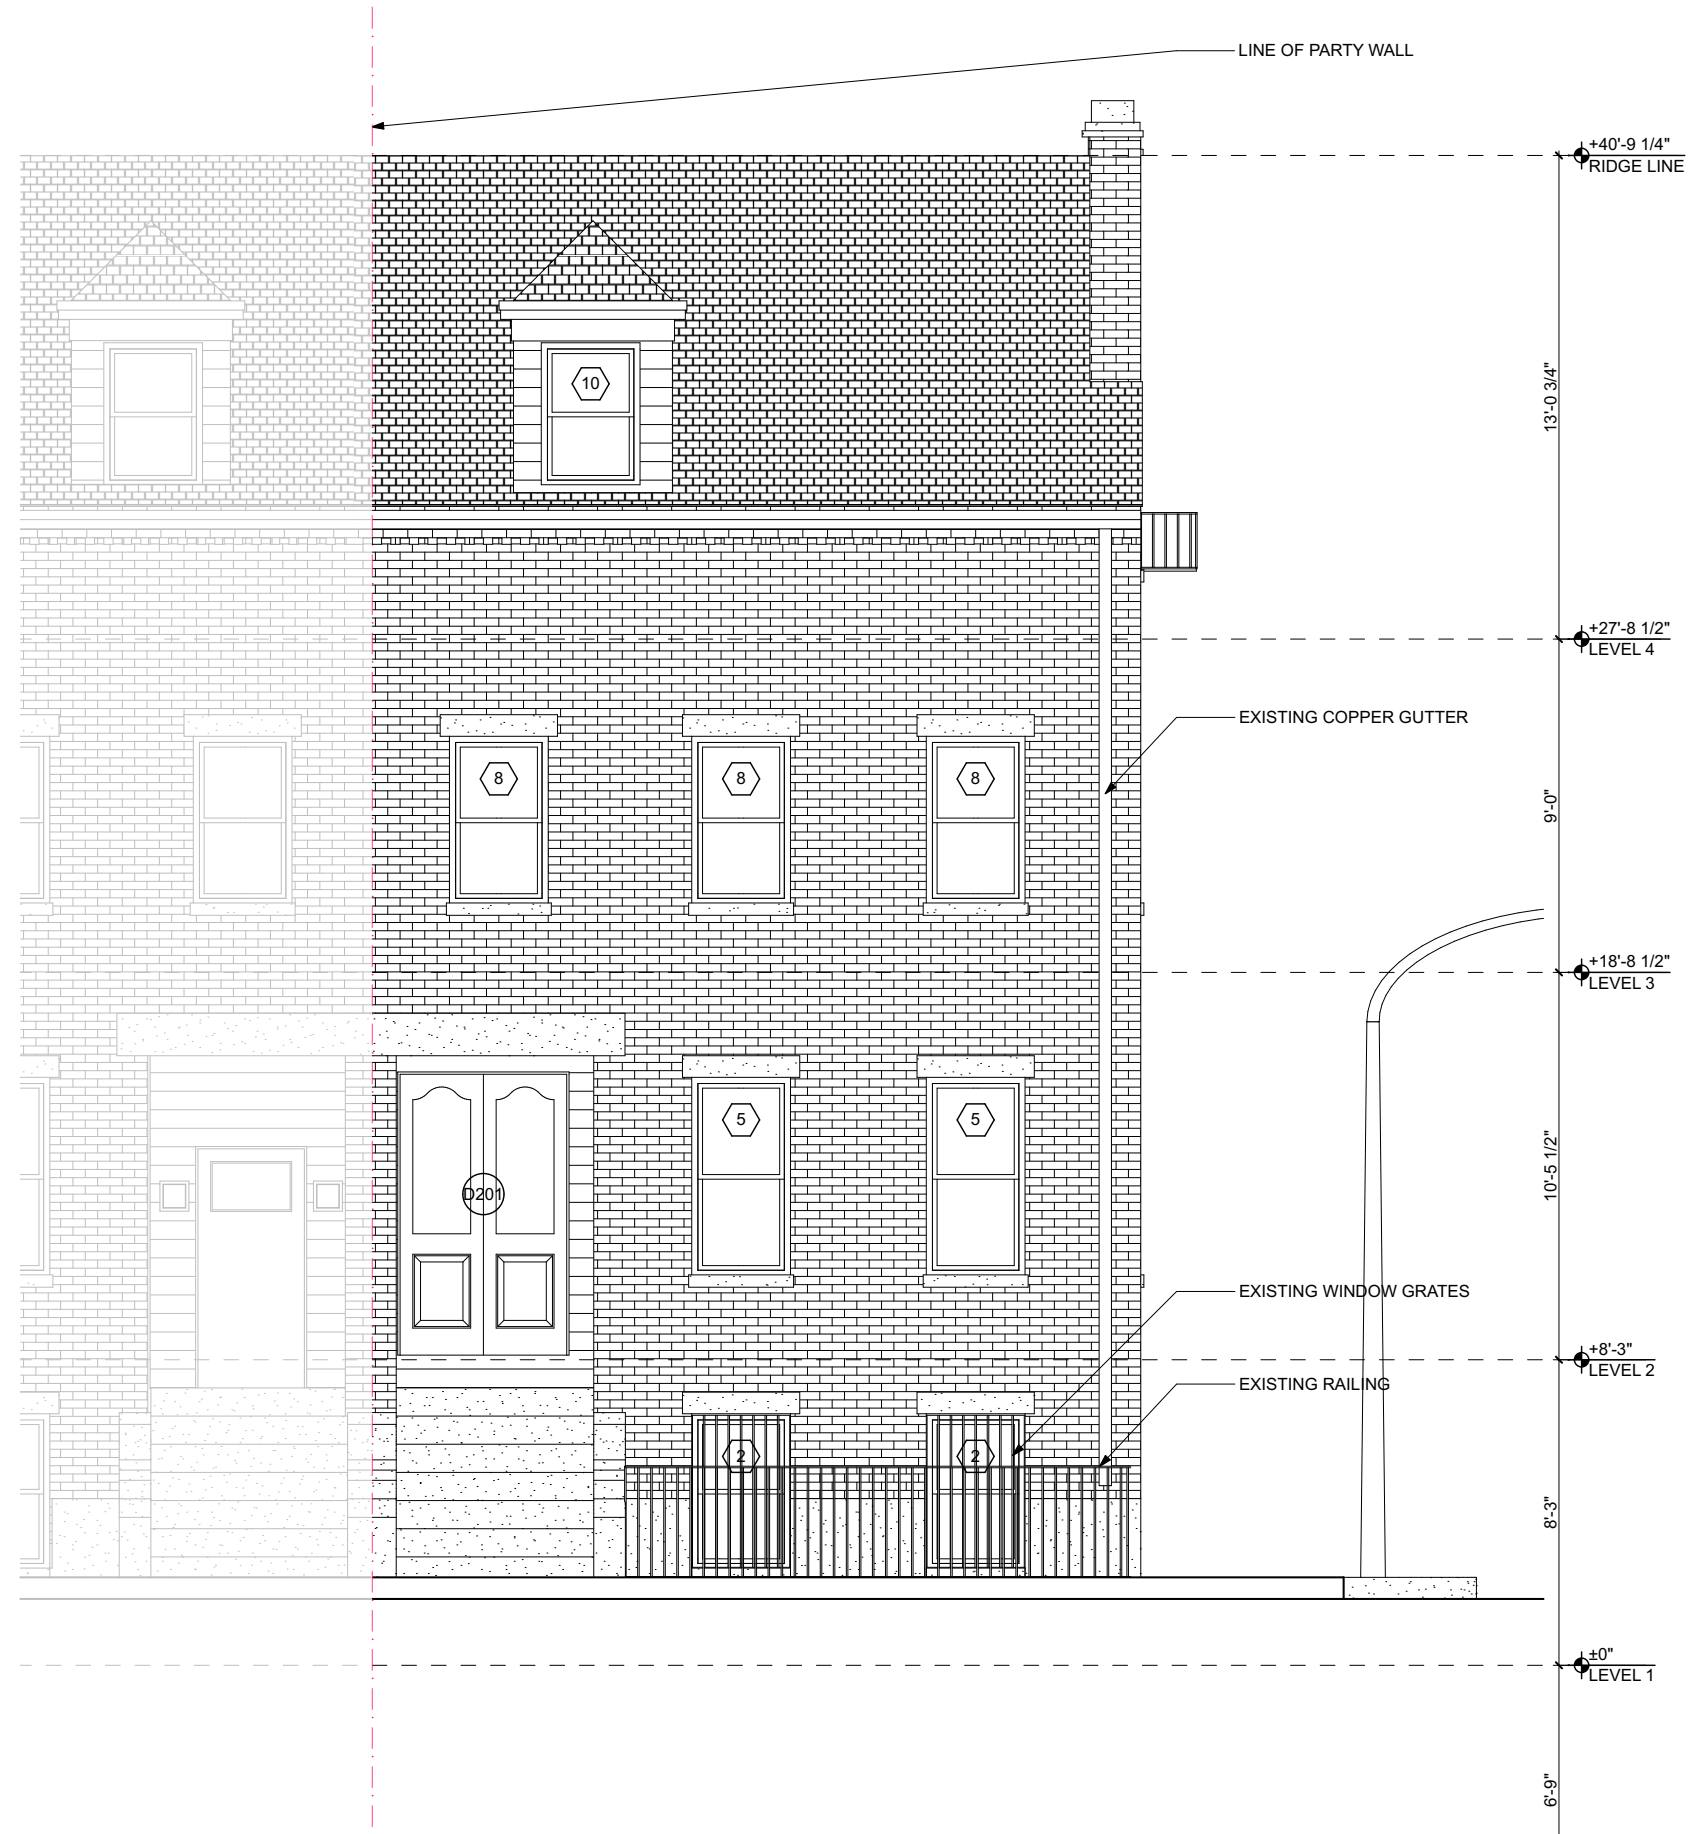 LINE OF PARTY WALL
+40'-9 1/4"
RIDGE LINE
10
13'-0 3/4"
+27'-8 1/2"
LEVEL 4
EXISTING COPPER GUTTER
8
8
8
9'-0"
+18'-8 1/2"
LEVEL 3
5
5
10'-5 1/2"
D201
EXISTING WINDOW GRATES
+8'-3"
LEVEL 2
EXISTING RAILING
2
2
8'-3"
±0"
LEVEL 1
6'-9"